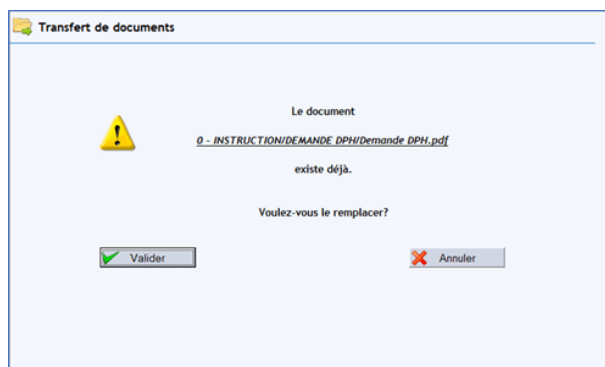 Transfert de documents
Le document
0 - INSTRUCTION/DEMANDE DPH/Demande DPH.pdf
existe déjà.
Voulez-vous le remplacer?
Valider
Annuler